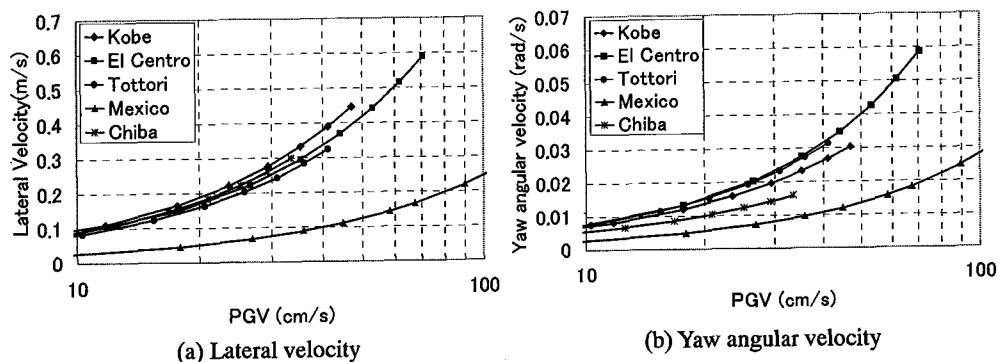 Lateral Velocity(m/s)
0.7
0.6
0.5
0.4
0.3
0.2
0.1
0
Kobe
El Centro
Tottori
Mexico
Chiba
10
100
PGV (cm/s)
(a) Lateral velocity
Yaw angular velocity (rad/s)
0.07
0.06
0.05
0.04
0.03
0.02
0.01
0
Kobe
El Centro
Tottori
Mexico
Chiba
10
100
PGV (cm/s)
(b) Yaw angular velocity